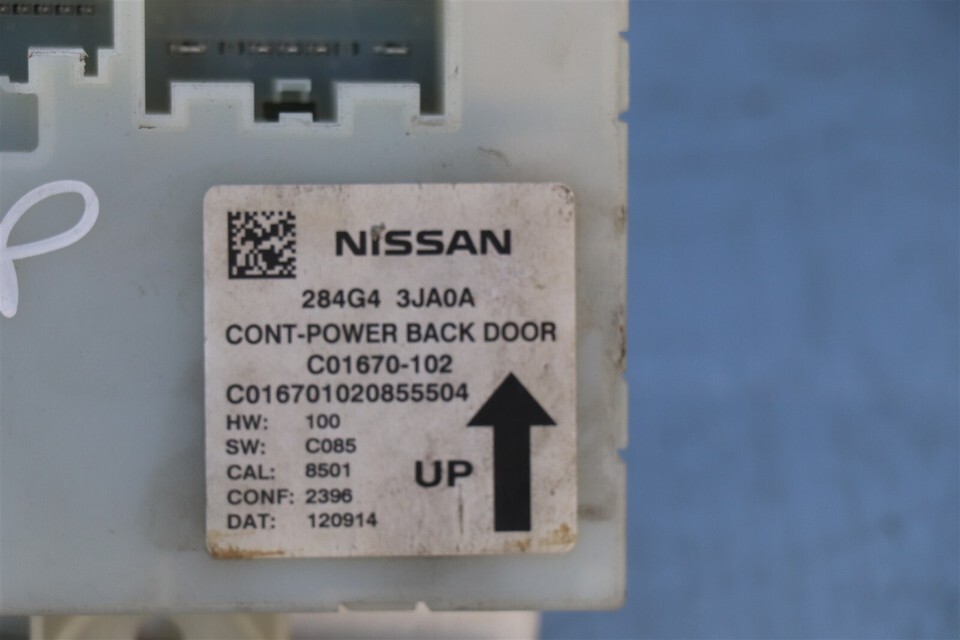 NISSAN
284G4 3JA0A
CONT-POWER BACK DOOR
C01670-102
C016701020855504
HW: 100
SW: C085
CAL: 8501
CONF: 2396
DAT: 120914
UP